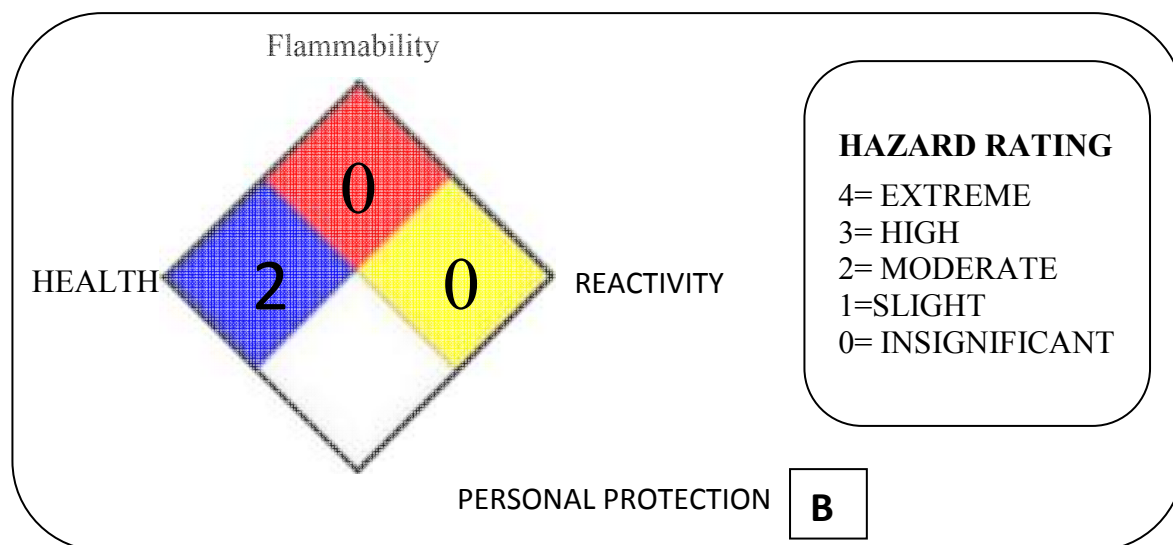 Flammability
0
HEALTH
2
0
REACTIVITY
HAZARD RATING
4= EXTREME
3= HIGH
2= MODERATE
1=SLIGHT
0= INSIGNIFICANT
PERSONAL PROTECTION B